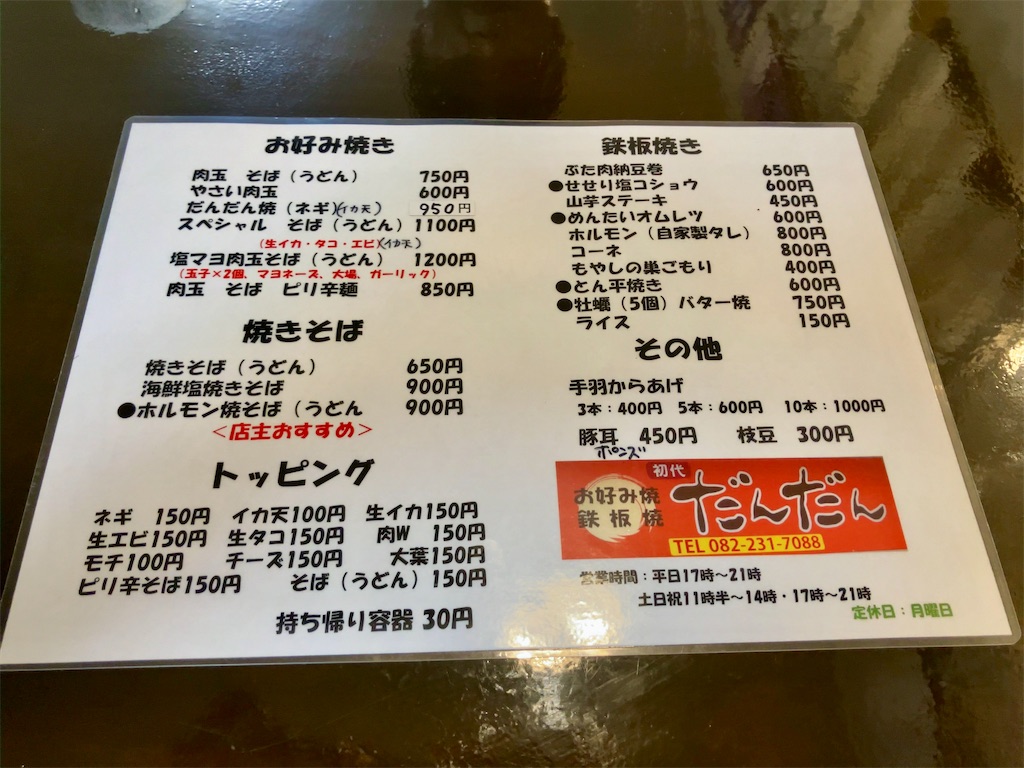 お好み焼き
肉玉 そば（うどん） 750円
やさい肉玉 600円
だんだん焼（ネギ）（イカ天） 950円
スペシャル そば（うどん） 1100円
（生イカ・タコ・エビ）（イカ天）
塩マヨ肉玉そば（うどん） 1200円
（玉子×2個、マヨネーズ、大場、ガーリック）
肉玉 そば ピリ辛麺 850円
焼きそば
焼きそば（うどん） 650円
海鮮塩焼きそば 900円
●ホルモン焼そば（うどん 900円
＜店主おすすめ＞
トッピング
ネギ 150円 イカ天100円 生イカ150円
生エビ150円 生タコ150円 肉W 150円
モチ100円 チーズ150円 大葉150円
ピリ辛そば150円 そば（うどん）150円
持ち帰り容器 30円
鉄板焼き
ぶた肉納豆巻 650円
●せせり塩コショウ 600円
山芋ステーキ 450円
●めんたいオムレツ 600円
ホルモン（自家製タレ） 800円
コーネ 800円
もやしの巣ごもり 400円
●とん平焼き 600円
●牡蠣（5個）バター焼 750円
ライス 150円
その他
手羽からあげ
3本：400円 5本：600円 10本：1000円
豚耳 450円 枝豆 300円
ポンズ
初代
お好み焼
鉄板焼
だんだん
TEL 082-231-7088
営業時間：平日17時～21時
土日祝11時半～14時・17時～21時
定休日：月曜日